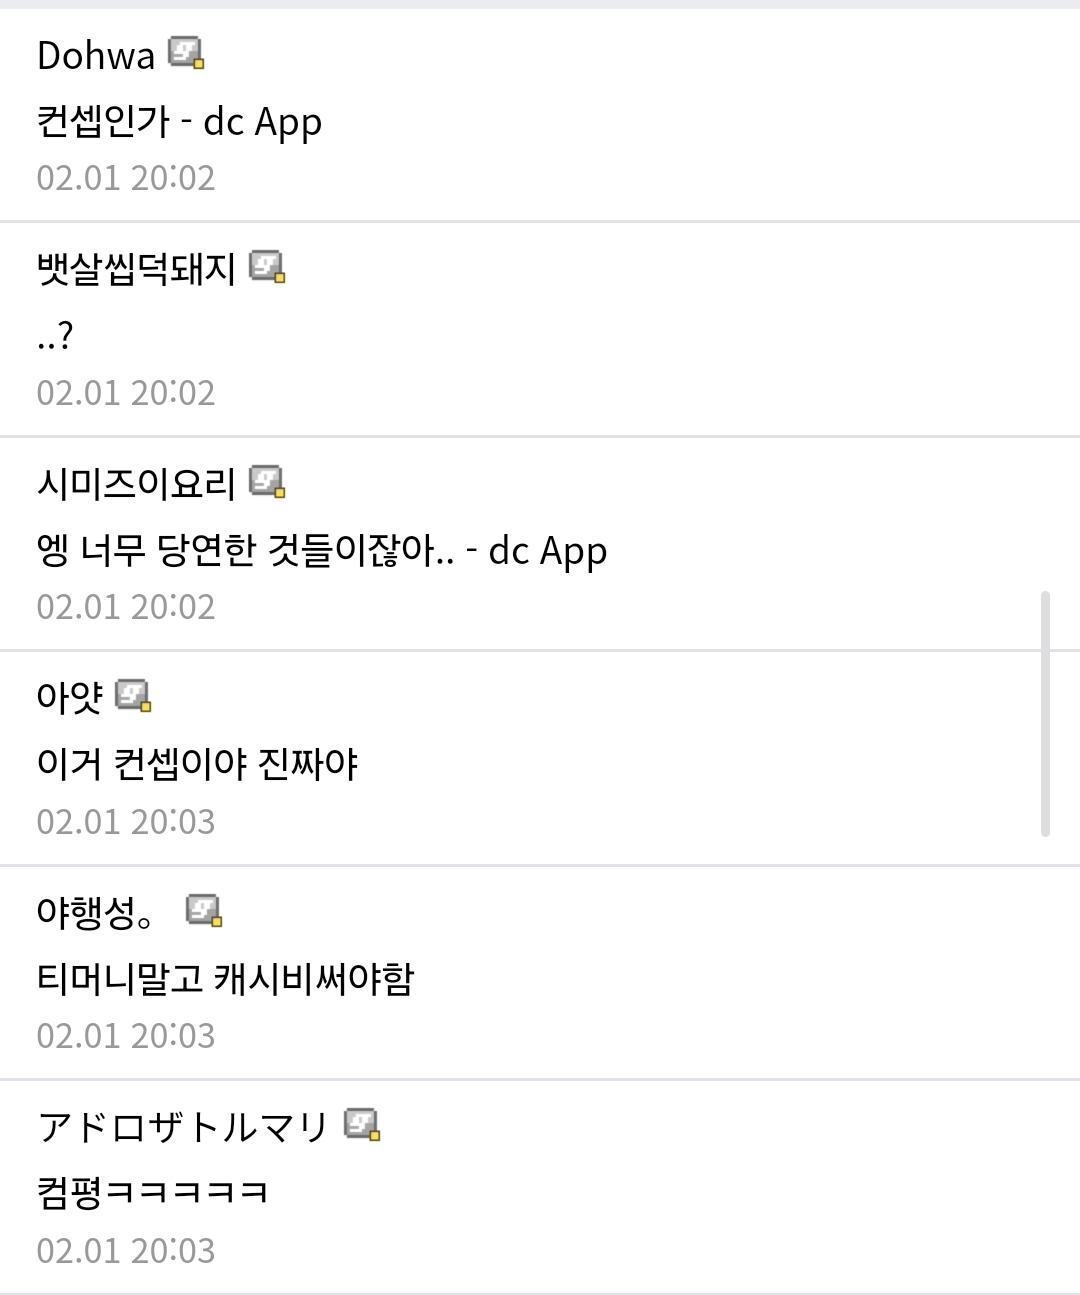 Dohwa
컨셉인가 - dc App
02.01 20:02
뱃살씹덕돼지
..?
02.01 20:02
시미즈이요리
엥 너무 당연한 것들이잖아.. - dc App
02.01 20:02
아얏
이거 컨셉이야 진짜야
02.01 20:03
야행성。
티머니말고 캐시비써야함
02.01 20:03
アドロザトルマリ
컴평ㅋㅋㅋㅋㅋ
02.01 20:03